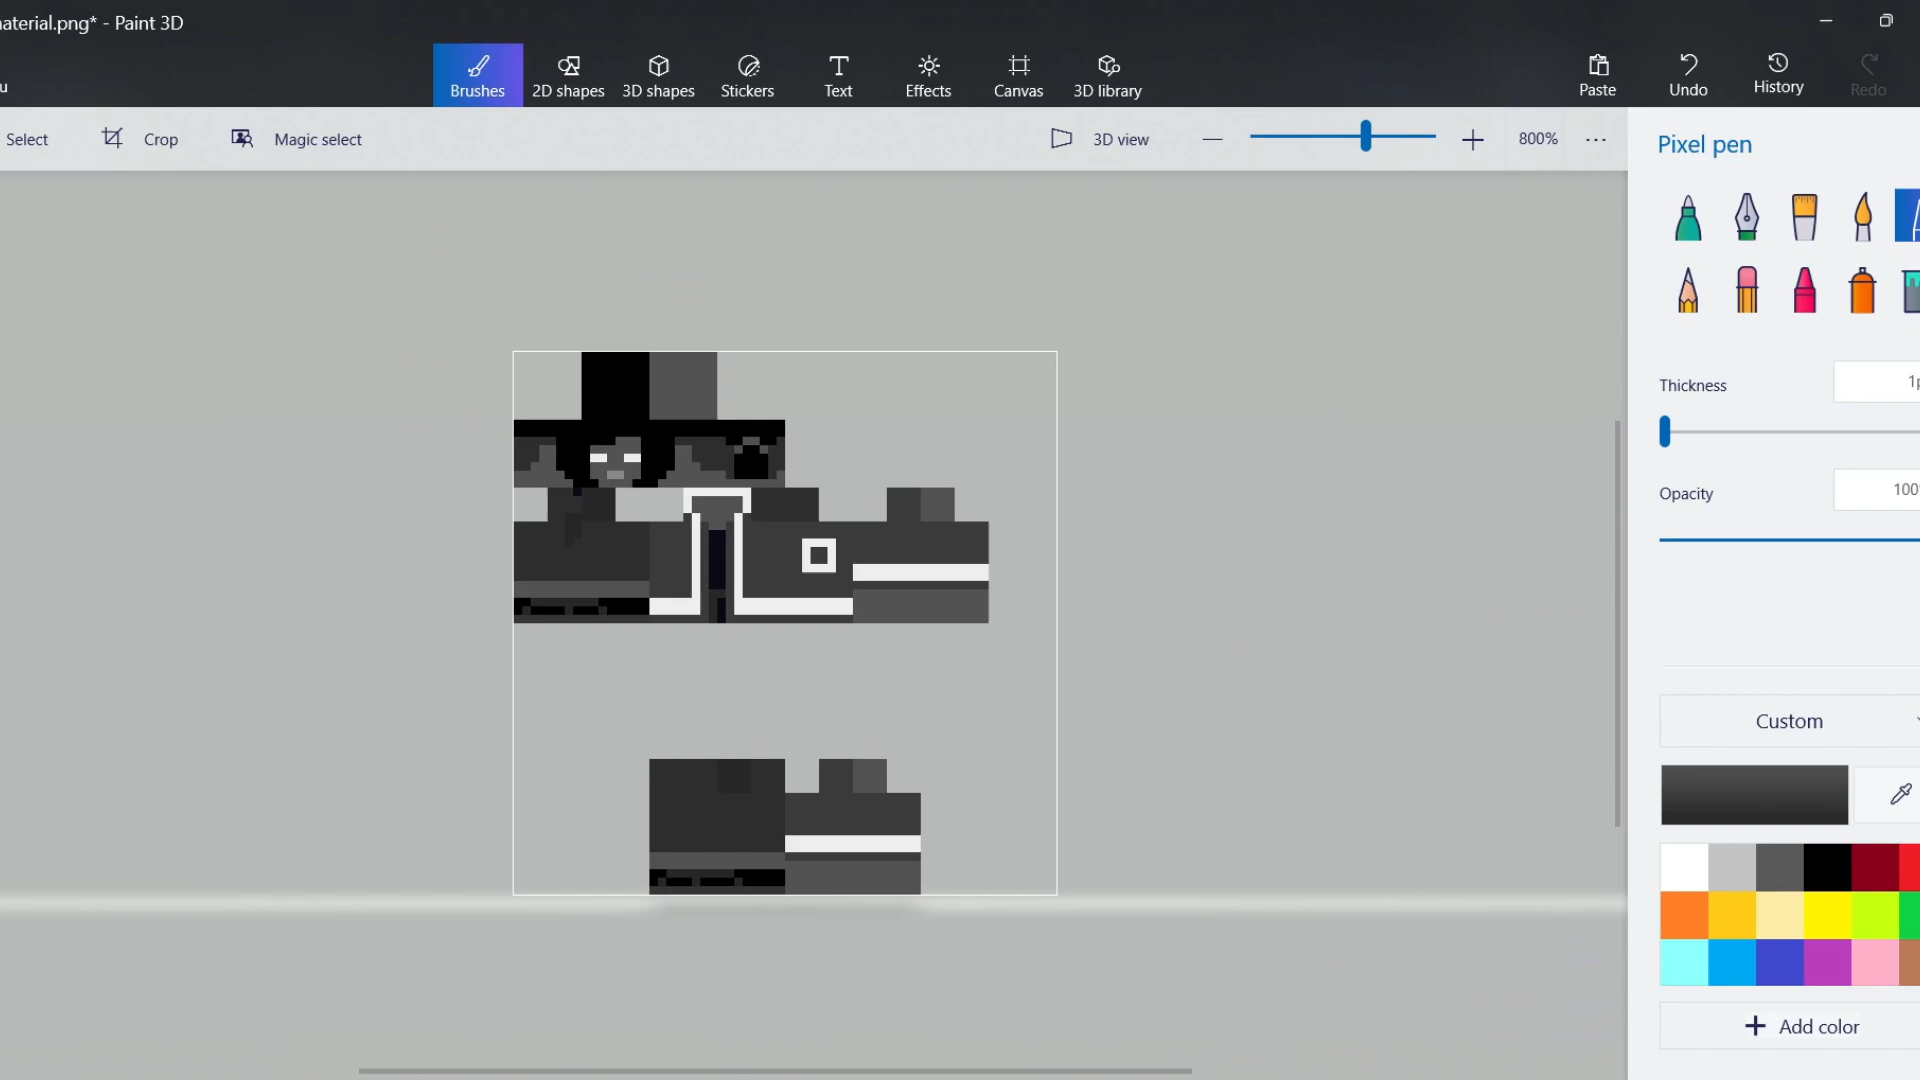 aterial.png* - Paint 3D
u
Brushes
2D shapes
3D shapes
Stickers
Text
Effects
Canvas
3D library
Paste
Undo
History
Redo
Select
Crop
Magic select
3D view
800%
Pixel pen
Thickness
1p
Opacity
100%
Custom
Add color